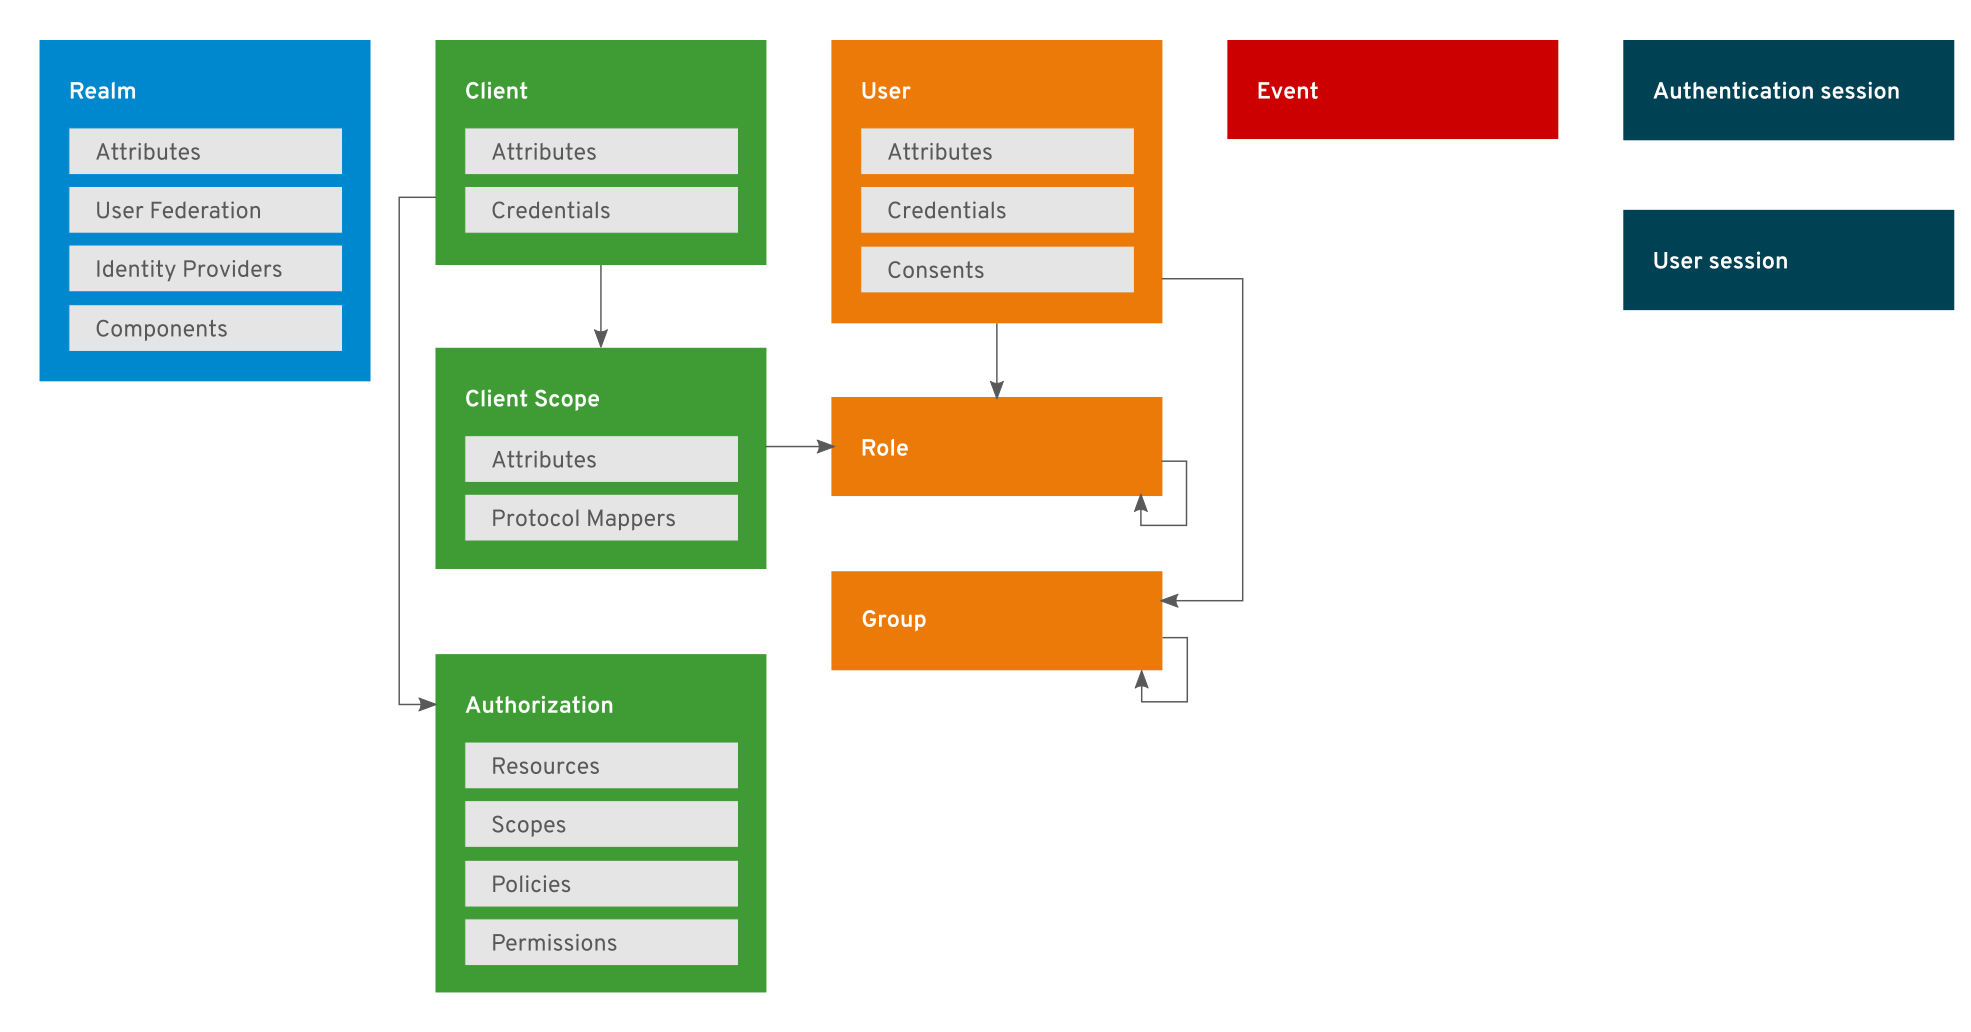 Realm
Attributes
User Federation
Identity Providers
Components
Client
Attributes
Credentials
Client Scope
Attributes
Protocol Mappers
Authorization
Resources
Scopes
Policies
Permissions
User
Attributes
Credentials
Consents
Role
Group
Event
Authentication session
User session